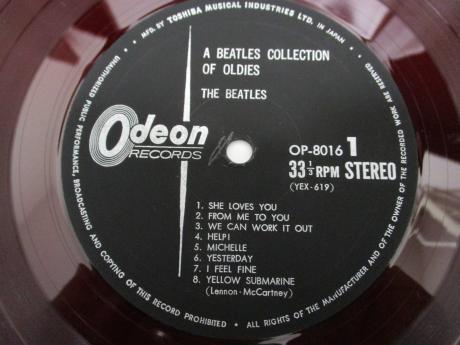 MFD. BY TOSHIBA MUSICAL INDUSTRIES LTD. IN JAPAN •
UNAUTHORIZED PUBLIC PERFORMANCE, BROADCASTING AND COPYING OF THIS RECORD PROHIBITED • ALL RIGHTS OF THE MANUFACTURER AND OF THE OWNER OF THE RECORDED WORK ARE RESERVED
A BEATLES COLLECTION
OF OLDIES
THE BEATLES
Odeon
RECORDS
OP-8016 1
33 1/3 RPM STEREO
(YEX-619)
1. SHE LOVES YOU
2. FROM ME TO YOU
3. WE CAN WORK IT OUT
4. HELP!
5. MICHELLE
6. YESTERDAY
7. I FEEL FINE
8. YELLOW SUBMARINE
(Lennon-McCartney)